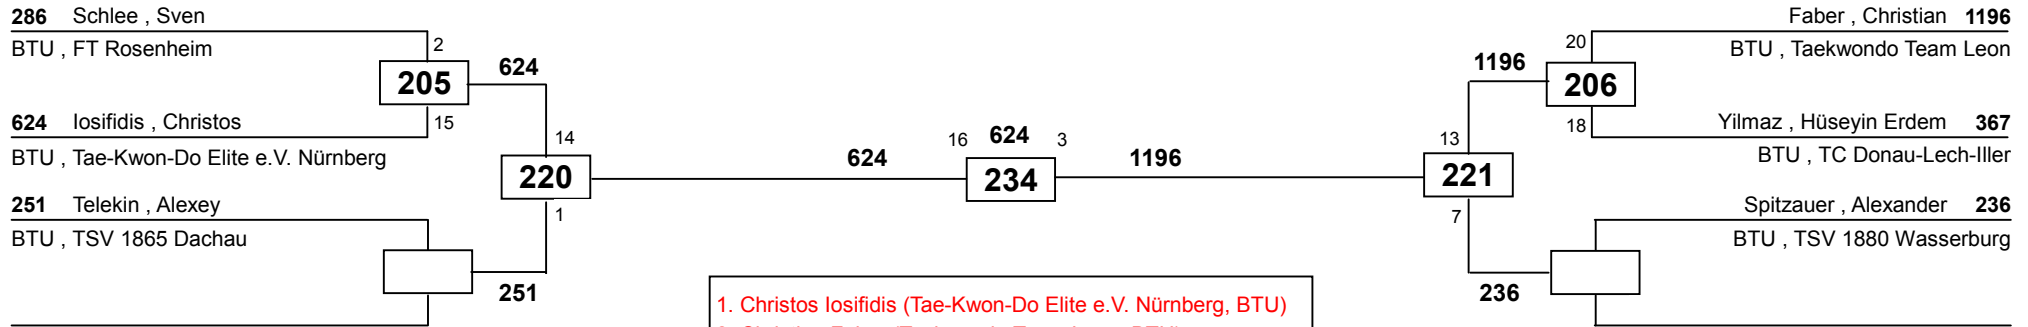 286 Schlee , Sven
BTU , FT Rosenheim
2
205
624
15
624 Iosifidis , Christos
BTU , Tae-Kwon-Do Elite e.V. Nürnberg
14
220
1
251 Telekin , Alexey
BTU , TSV 1865 Dachau
251
624
16 624 3
234
1196
Faber , Christian 1196
BTU , Taekwondo Team Leon
20
1196
206
18
Yilmaz , Hüseyin Erdem 367
BTU , TC Donau-Lech-Iller
13
221
7
Spitzauer , Alexander 236
BTU , TSV 1880 Wasserburg
236
1. Christos Iosifidis (Tae-Kwon-Do Elite e.V. Nürnberg, BTU)